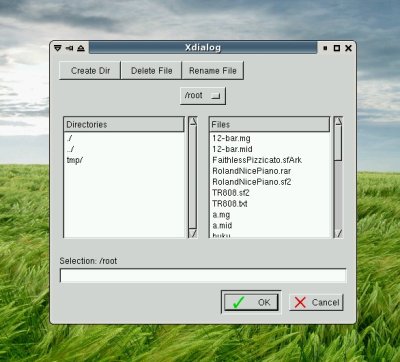 Xdialog
Create Dir
Delete File
Rename File
/root
Directories
./
../
tmp/
Files
12-bar.mg
12-bar.mid
FaithlessPizzicato.sfArk
RolandNicePiano.rar
RolandNicePiano.sf2
TR808.sf2
TR808.txt
a.mg
a.mid
Selection: /root
OK
Cancel